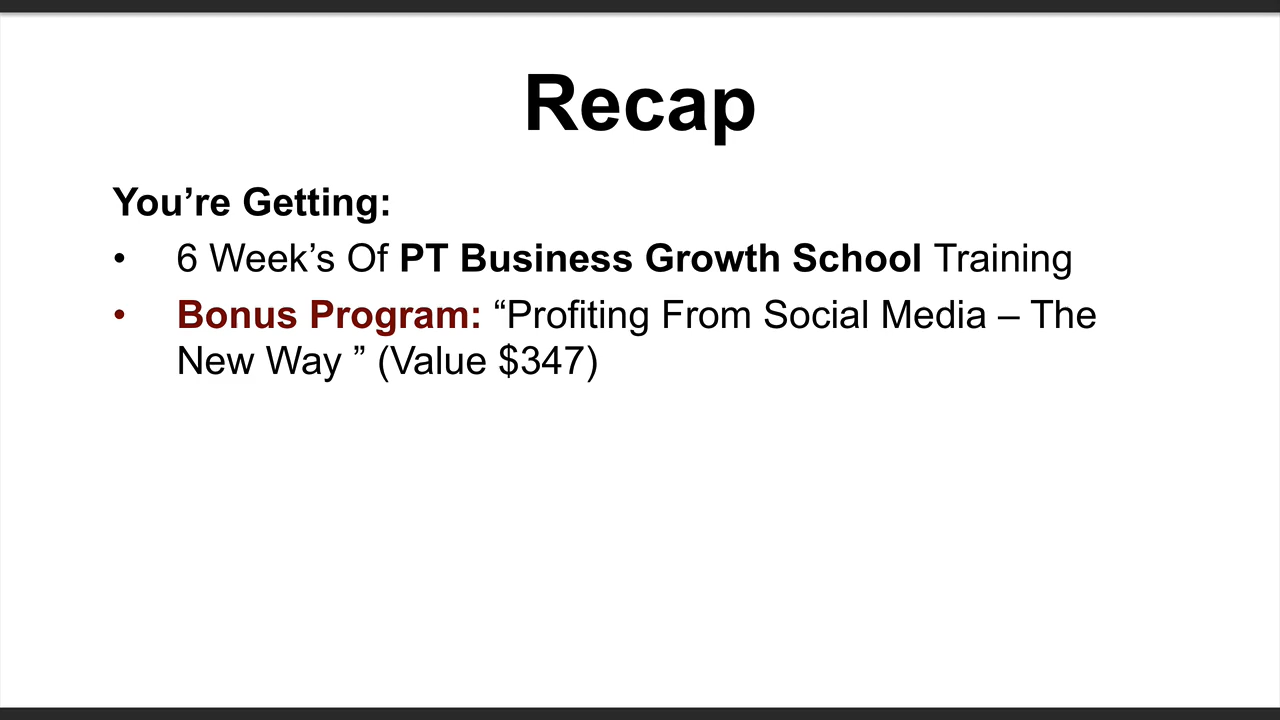 Recap
You’re Getting:
• 6 Week’s Of PT Business Growth School Training
• Bonus Program: “Profiting From Social Media – The
New Way ” (Value $347)